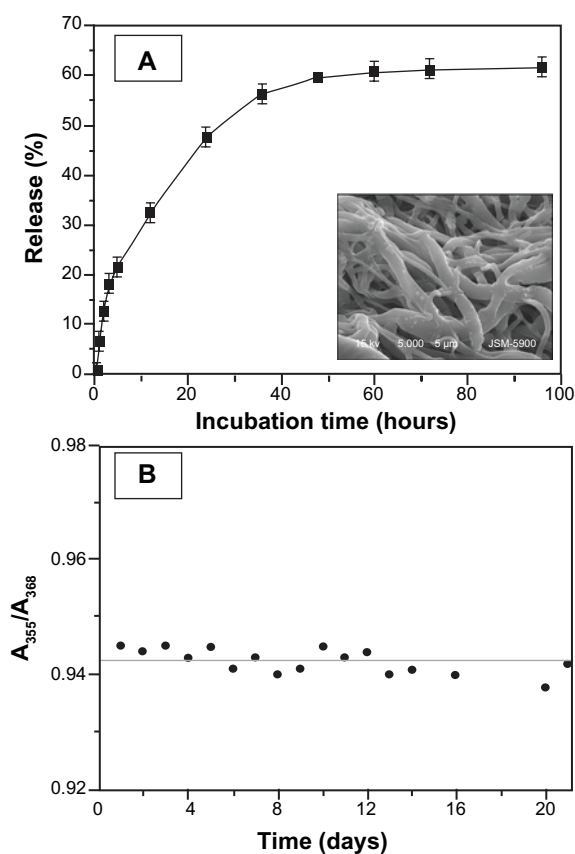 70
60
50
40
30
20
10
0
A
Release (%)
15 kv 5.000 5 μm JSM-5900
0 20 40 60 80 100
Incubation time (hours)
0.98
0.96
0.94
0.92
B
A355/A368
0 4 8 12 16 20
Time (days)